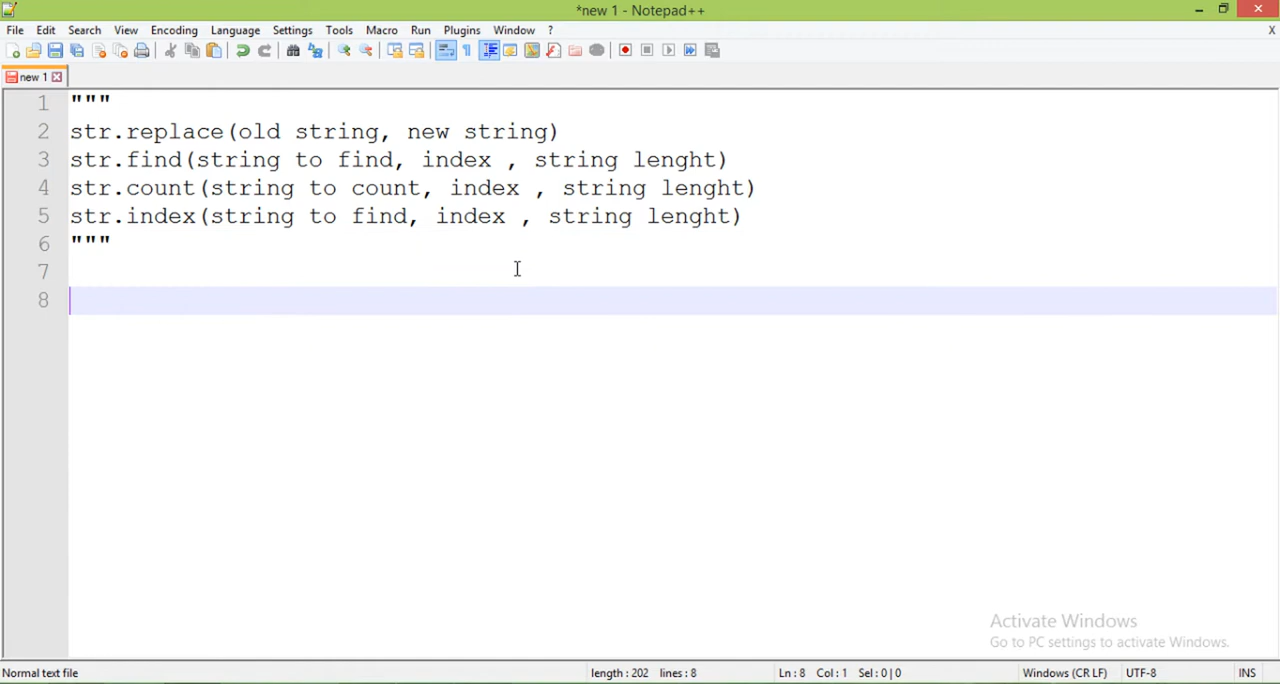 *new 1 - Notepad++
File Edit Search View Encoding Language Settings Tools Macro Run Plugins Window ? X
new 1
1 """
2 str.replace(old string, new string)
3 str.find(string to find, index , string lenght)
4 str.count(string to count, index , string lenght)
5 str.index(string to find, index , string lenght)
6 """
7
8
Activate Windows
Go to PC settings to activate Windows.
Normal text file length : 202 lines : 8 Ln : 8 Col : 1 Sel : 0 | 0 Windows (CR LF) UTF-8 INS